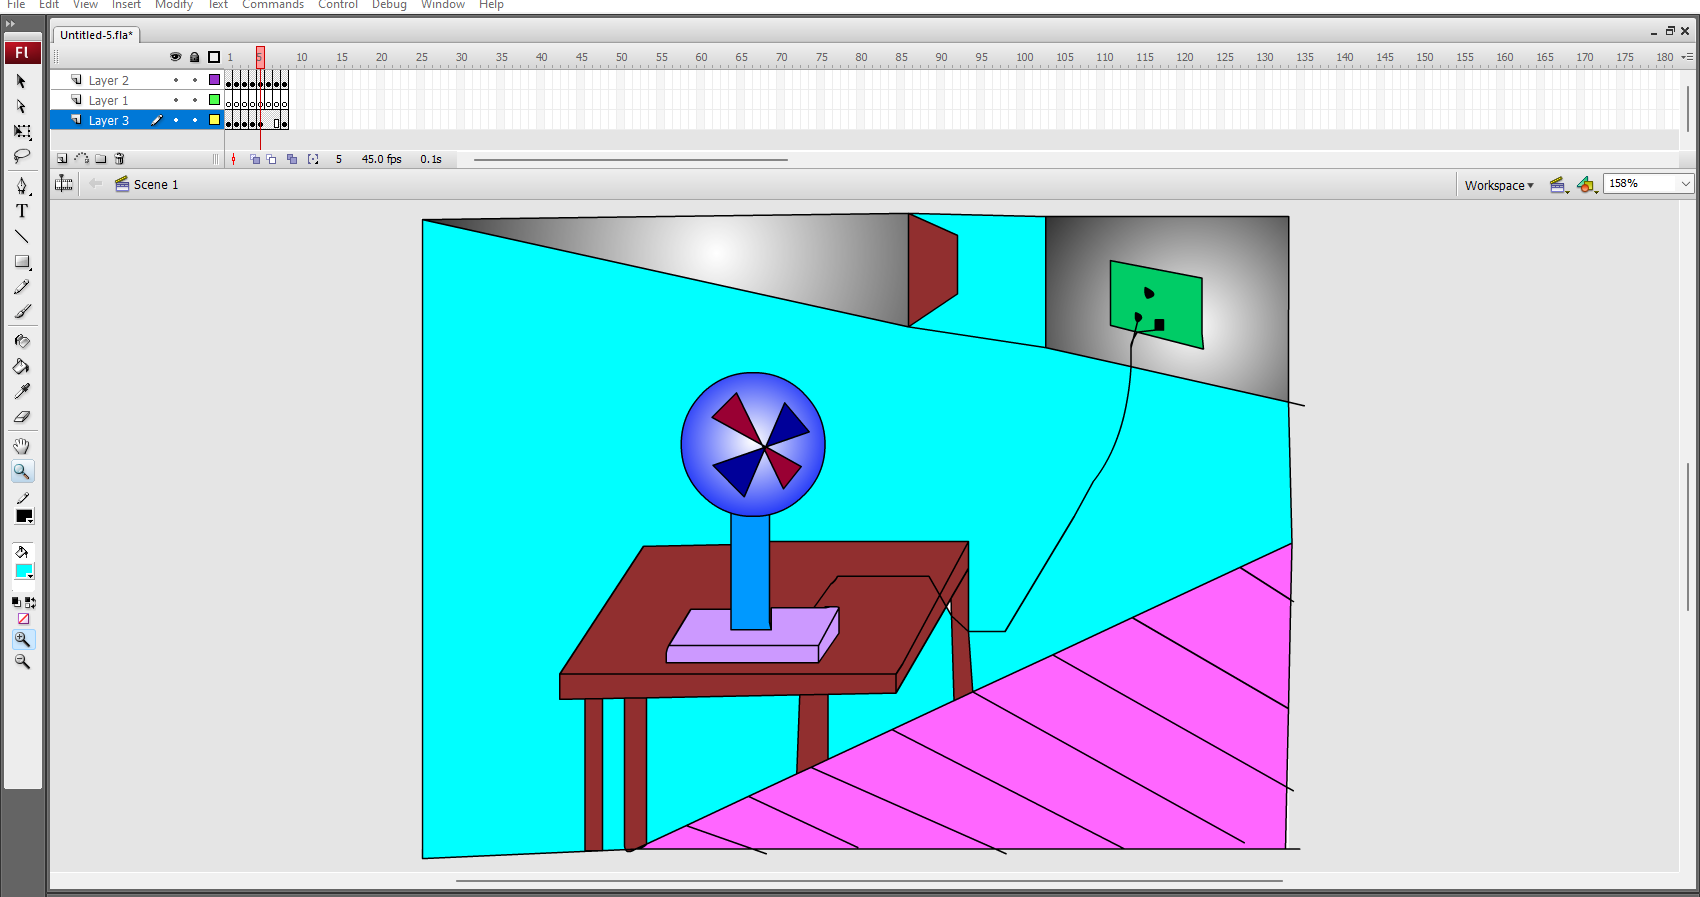 File Edit View Insert Modify Text Commands Control Debug Window Help
Untitled-5.fla*
Fl
1 5 10 15 20 25 30 35 40 45 50 55 60 65 70 75 80 85 90 95 100 105 110 115 120 125 130 135 140 145 150 155 160 165 170 175 180
Layer 2
Layer 1
Layer 3
5 45.0 fps 0.1s
Scene 1 Workspace 158%
T